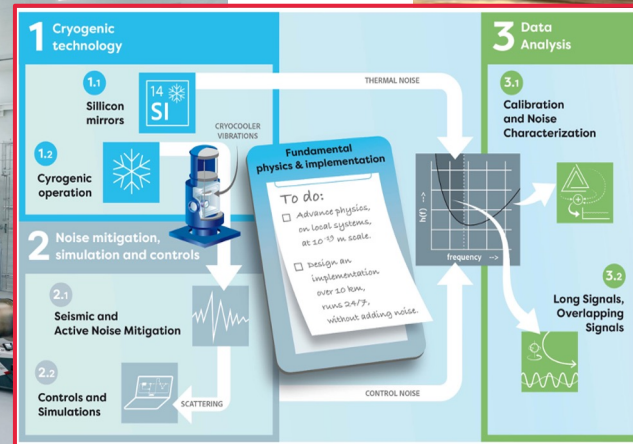 1 Cryogenic
technology
1.1
Sillicon
mirrors
14
SI
1.2
Cyrogenic
operation
CRYOCOOLER
VIBRATIONS
THERMAL NOISE
2 Noise mitigation,
simulation and controls
2.1
Seismic and
Active Noise Mitigation
2.2
Controls and
Simulations
SCATTERING
CONTROL NOISE
Fundamental
physics & implementation
To do:
Advance physics,
on local systems,
at 10⁻¹⁹ m scale.
Design an
implementation
over 10 km,
runs 24/7,
without adding noise.
h(f) -->
frequency -->
3 Data
Analysis
3.1
Calibration
and Noise
Characterization
3.2
Long Signals,
Overlapping
Signals